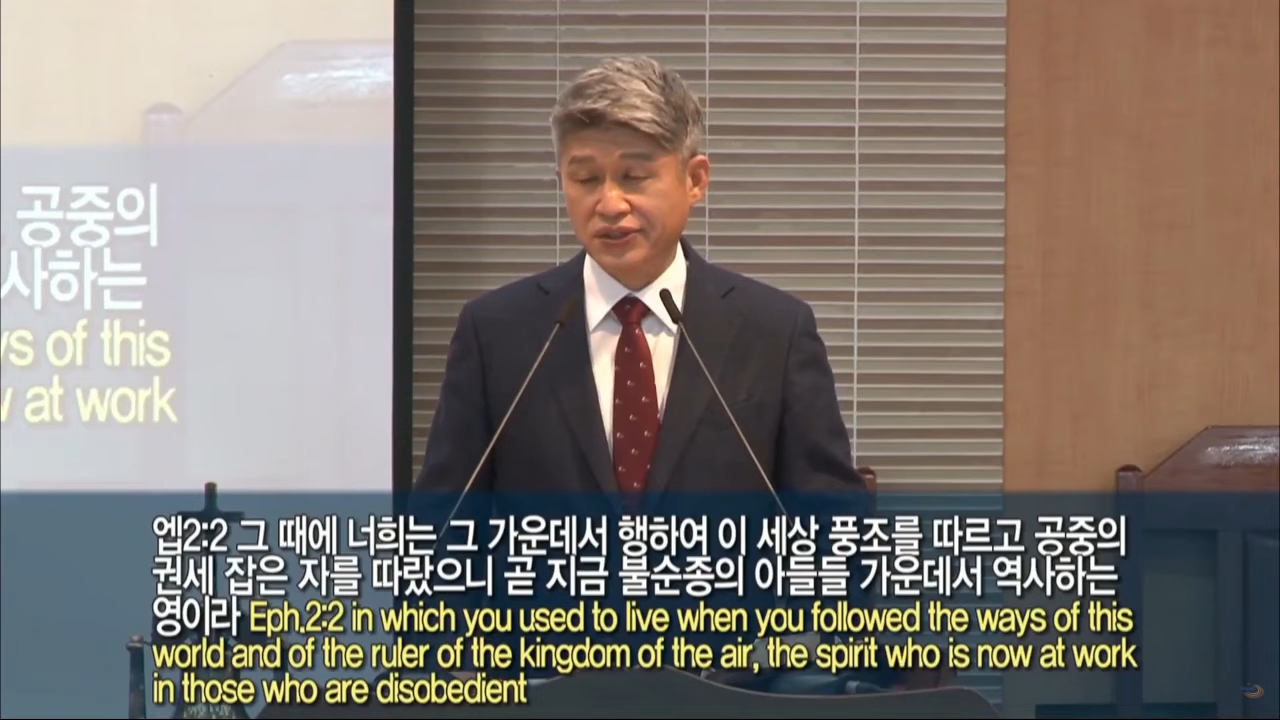 공중의
사하는
ys of this
at work
엡2:2 그 때에 너희는 그 가운데서 행하여 이 세상 풍조를 따르고 공중의
권세 잡은 자를 따랐으니 곧 지금 불순종의 아들들 가운데서 역사하는
영이라 Eph.2:2 in which you used to live when you followed the ways of this
world and of the ruler of the kingdom of the air, the spirit who is now at work
in those who are disobedient